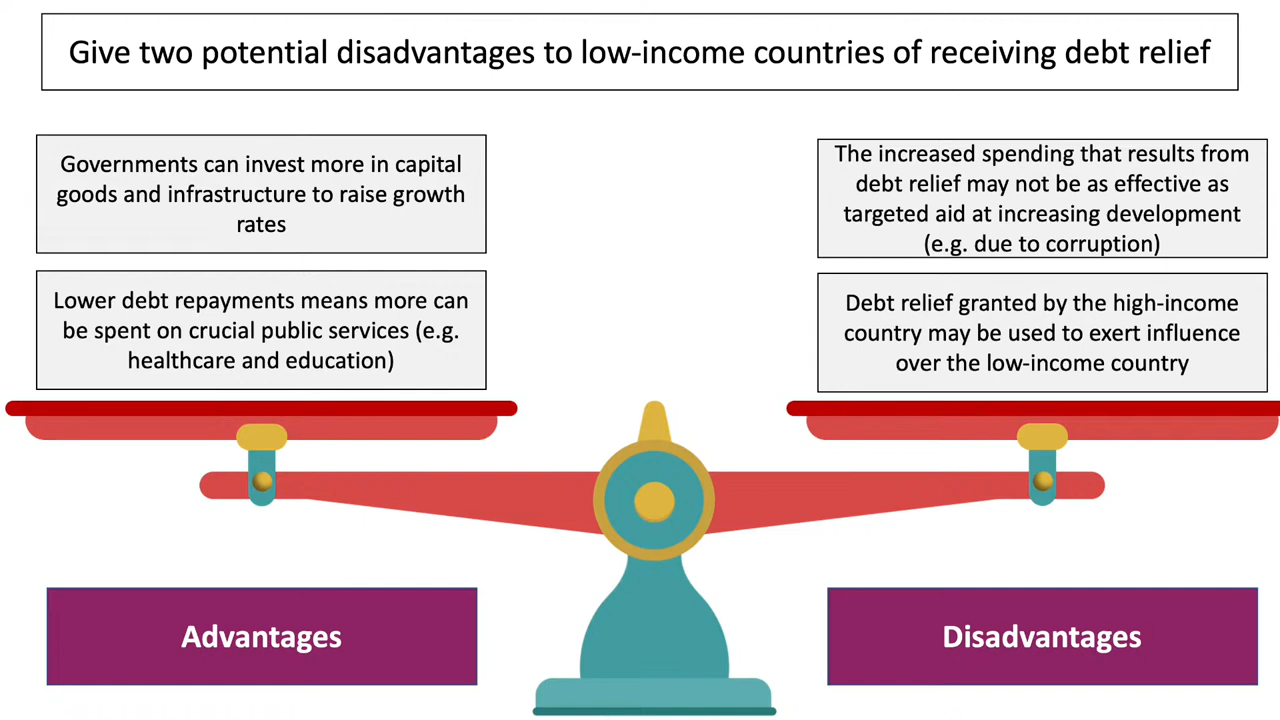 Give two potential disadvantages to low-income countries of receiving debt relief
Governments can invest more in capital
goods and infrastructure to raise growth
rates
Lower debt repayments means more can
be spent on crucial public services (e.g.
healthcare and education)
The increased spending that results from
debt relief may not be as effective as
targeted aid at increasing development
(e.g. due to corruption)
Debt relief granted by the high-income
country may be used to exert influence
over the low-income country
Advantages
Disadvantages